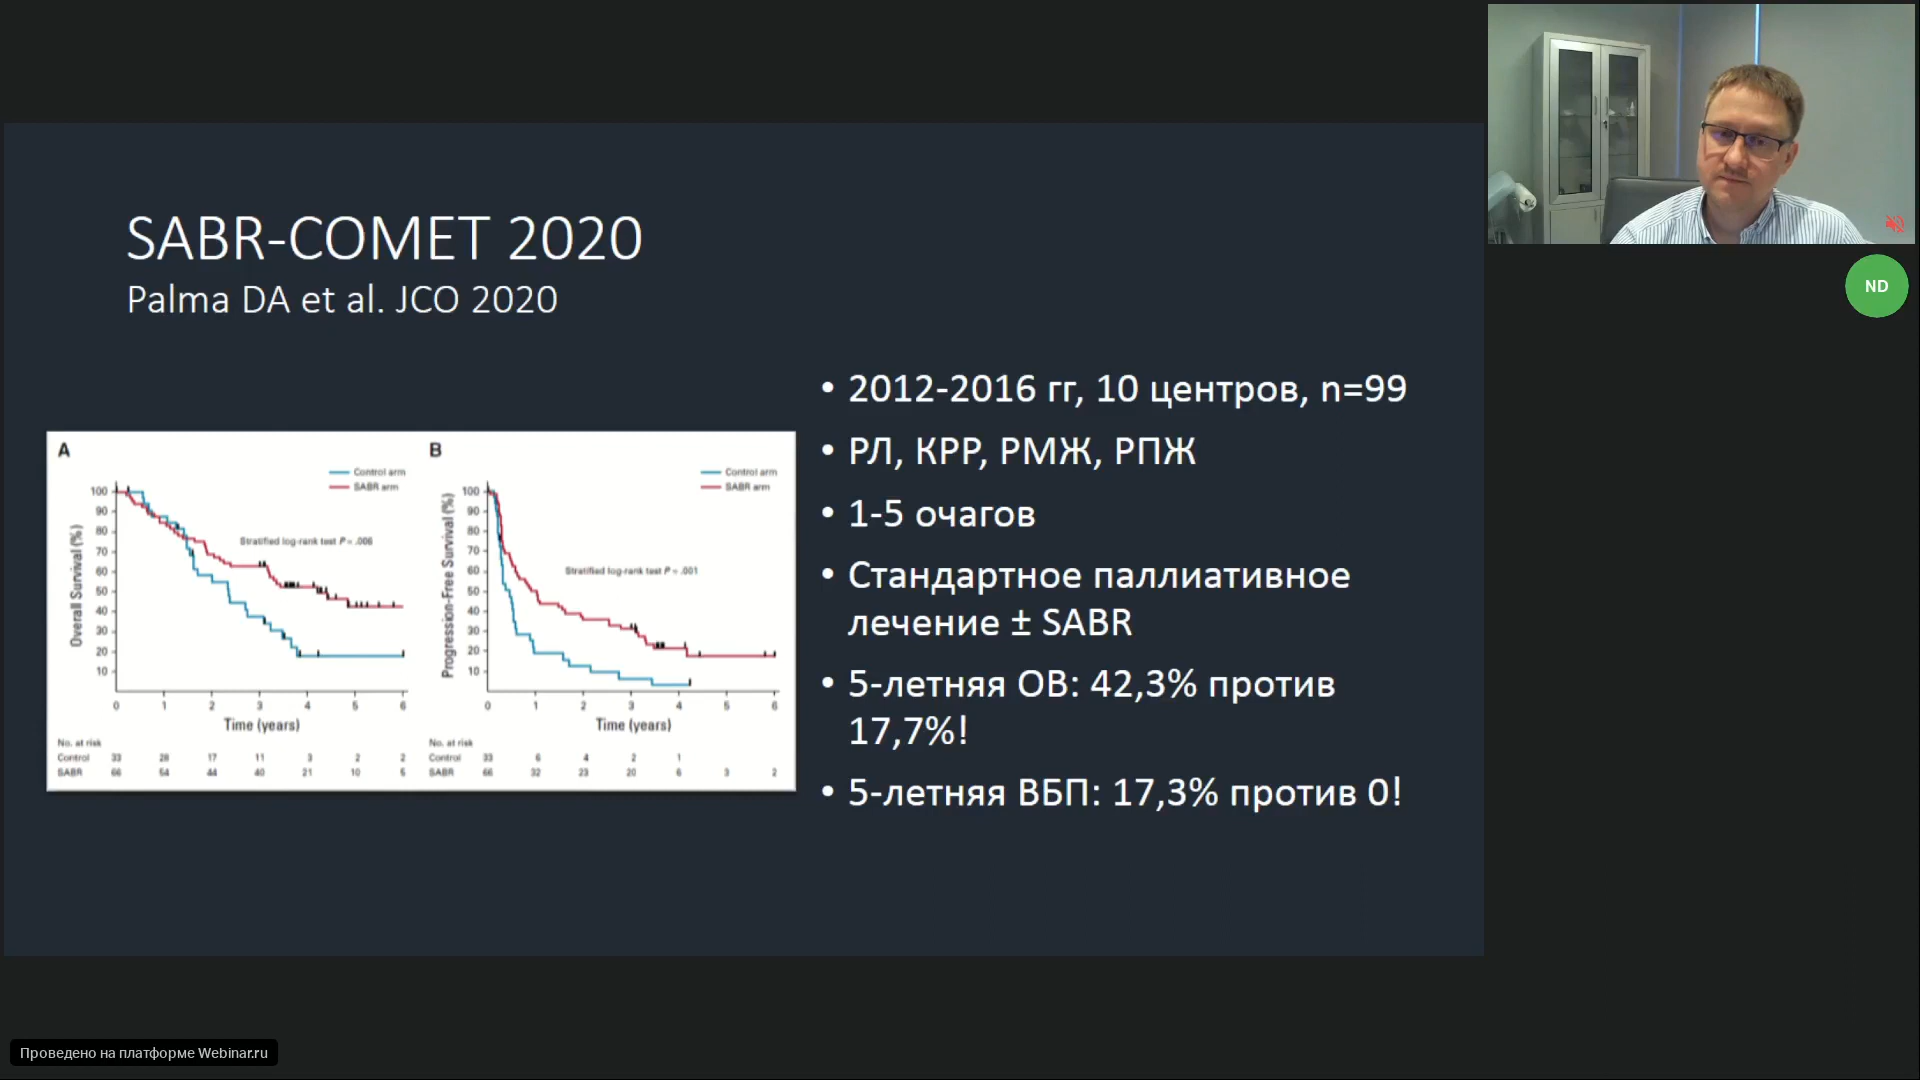 SABR-COMET 2020
Palma DA et al. JCO 2020
ND
• 2012-2016 гг, 10 центров, n=99
• РЛ, КРР, РМЖ, РПЖ
• 1-5 очагов
• Стандартное паллиативное
лечение ± SABR
• 5-летняя ОВ: 42,3% против
17,7%!
• 5-летняя ВБП: 17,3% против 0!
A
Control arm
SABR arm
Overall Survival (%)
100
90
80
70
60
50
40
30
20
10
Stratified log-rank test P = .006
0 1 2 3 4 5 6
Time (years)
No. at risk
Control 33 28 17 11 3 2 2
SABR 66 54 44 40 21 10 5
B
Control arm
SABR arm
Progression-Free Survival (%)
100
90
80
70
60
50
40
30
20
10
Stratified log-rank test P = .001
0 1 2 3 4 5 6
Time (years)
No. at risk
Control 33 6 4 2 1
SABR 66 32 23 20 6 3 2
Проведено на платформе Webinar.ru